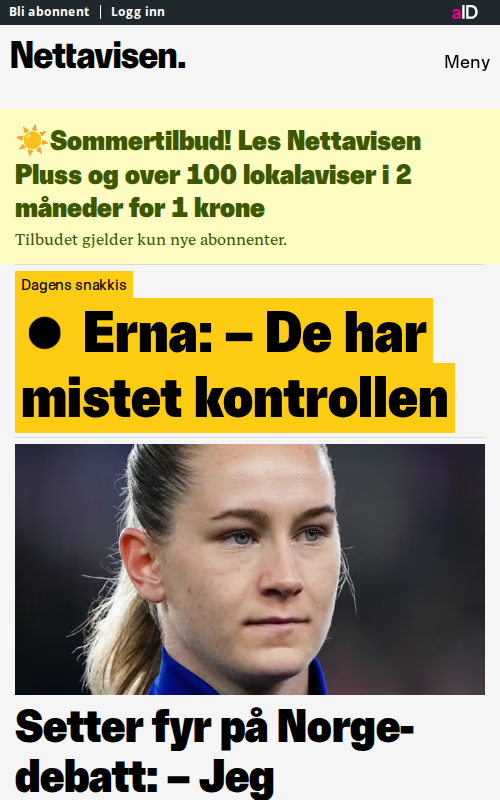 Bli abonnent | Logg inn
aID
Nettavisen.
Meny
☀️Sommertilbud! Les Nettavisen
Pluss og over 100 lokalaviser i 2
måneder for 1 krone
Tilbudet gjelder kun nye abonnenter.
Dagens snakkis
● Erna: – De har
mistet kontrollen
Setter fyr på Norge-
debatt: – Jeg